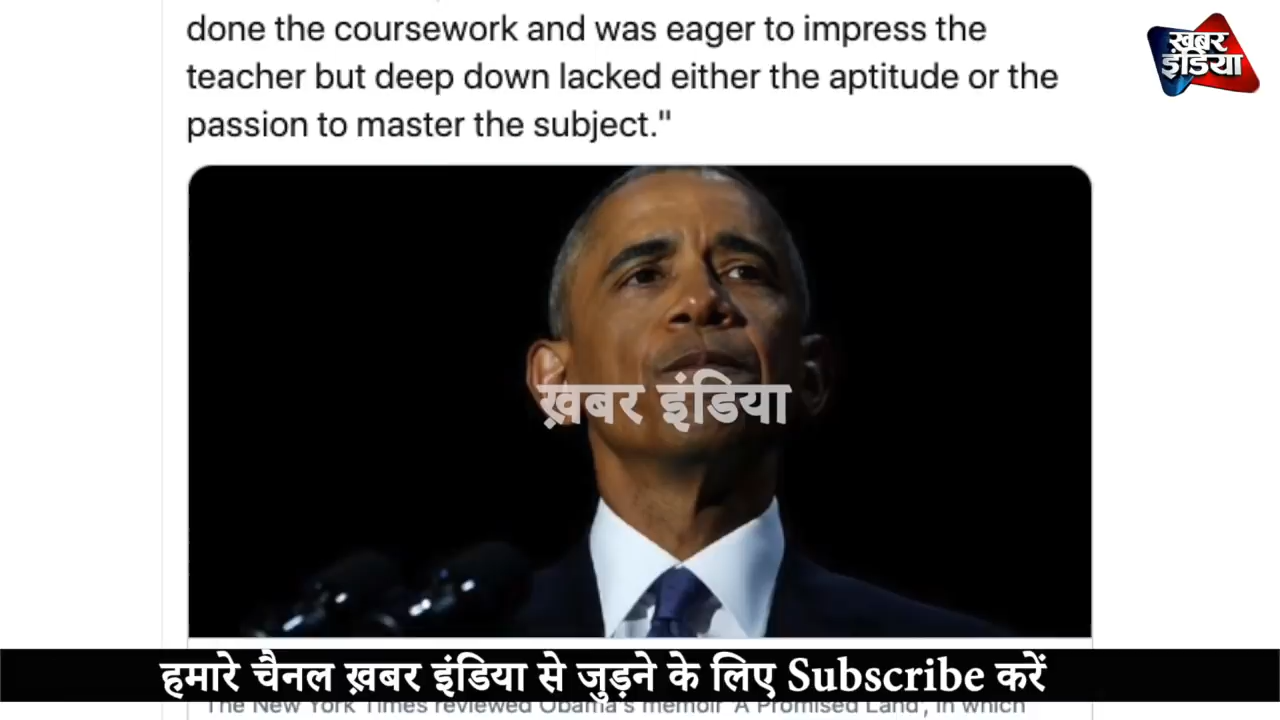 done the coursework and was eager to impress the
teacher but deep down lacked either the aptitude or the
passion to master the subject."
ख़बर
इंडिया
ख़बर इंडिया
हमारे चैनल ख़बर इंडिया से जुड़ने के लिए Subscribe करें
The New York Times reviewed Obama's memoir 'A Promised Land', in which